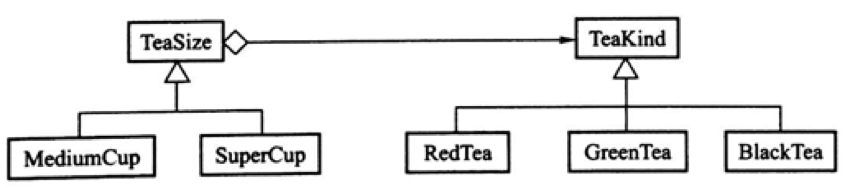 TeaSize
TeaKind
MediumCup
SuperCup
RedTea
GreenTea
BlackTea